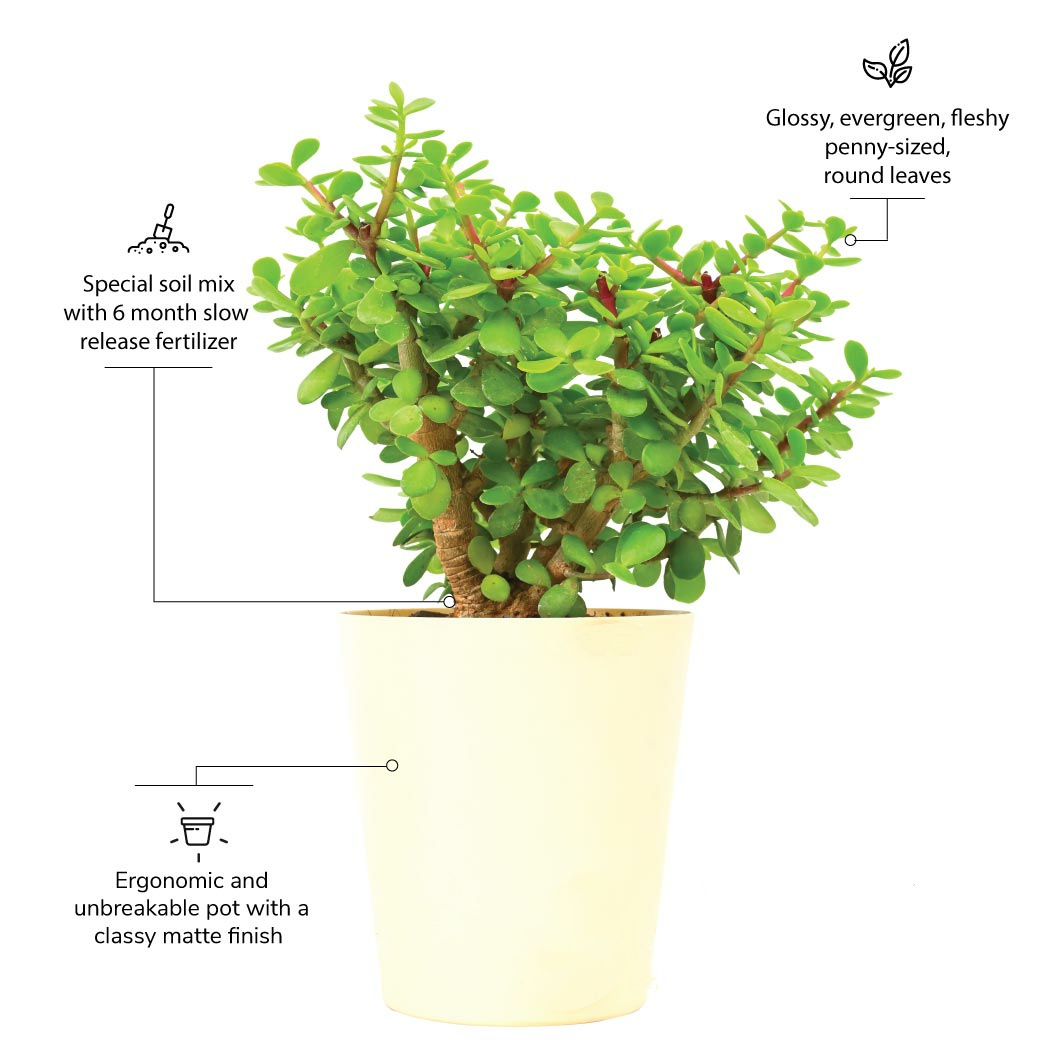 Glossy, evergreen, fleshy
penny-sized,
round leaves
Special soil mix
with 6 month slow
release fertilizer
Ergonomic and
unbreakable pot with a
classy matte finish